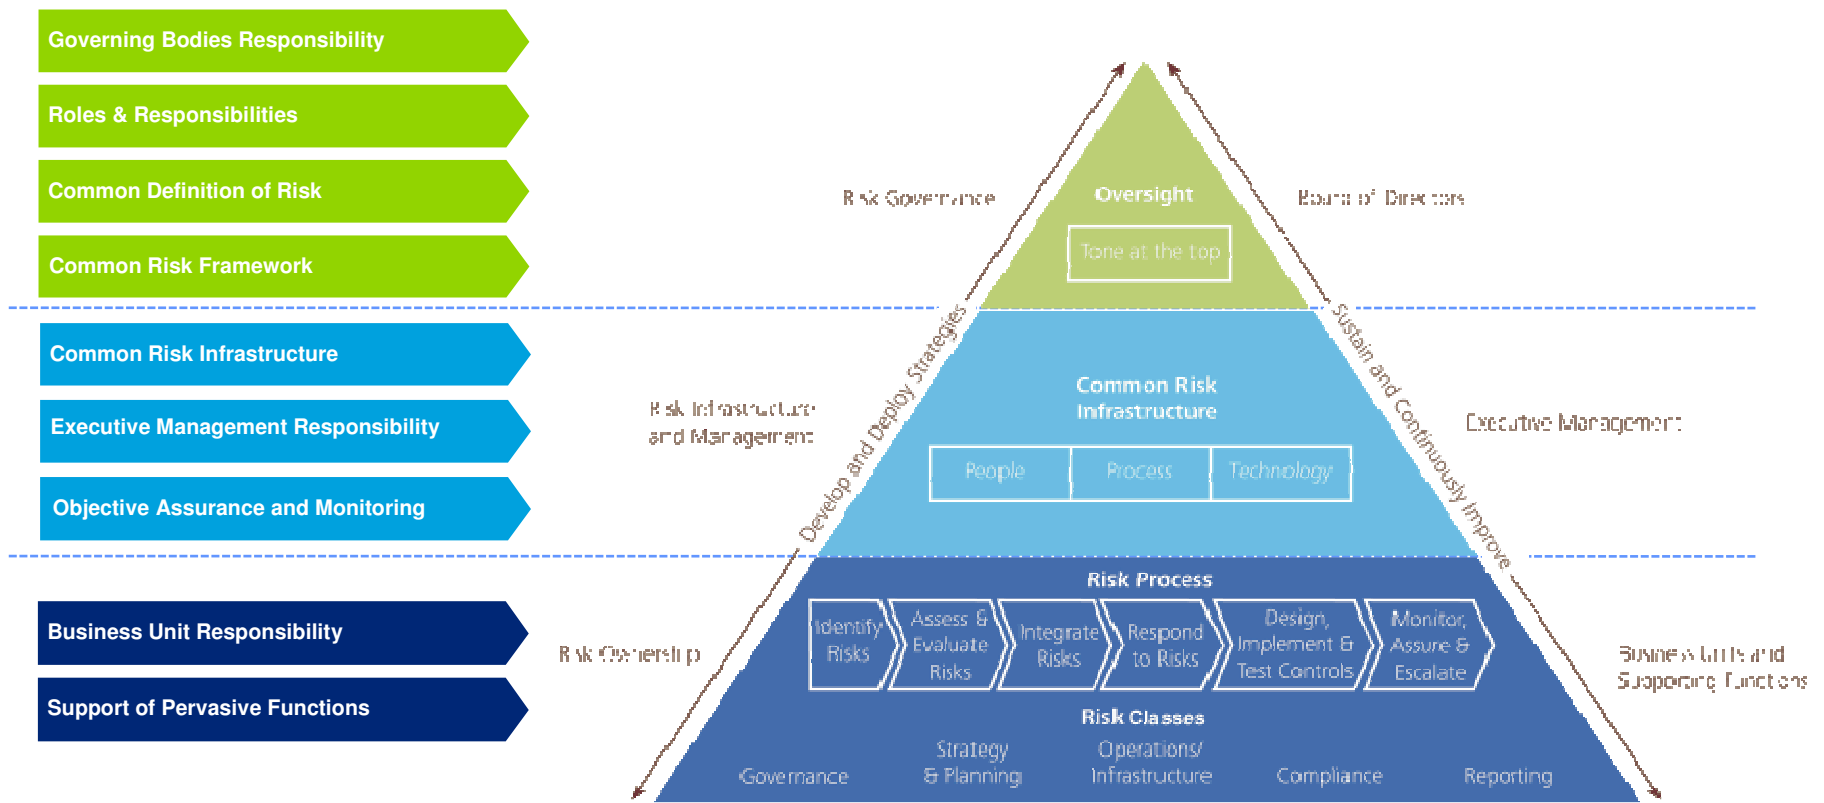 Governing Bodies Responsibility
Roles & Responsibilities
Common Definition of Risk
Common Risk Framework
Common Risk Infrastructure
Executive Management Responsibility
Objective Assurance and Monitoring
Business Unit Responsibility
Support of Pervasive Functions
Risk Governance
Risk Infrastructure
and Management
Risk Ownership
Develop and Deploy Strategies
Oversight
Tone at the top
Common Risk
Infrastructure
People
Process
Technology
Risk Process
Identify
Risks
Assess &
Evaluate
Risks
Integrate
Risks
Respond
to Risks
Design,
Implement &
Test Controls
Monitor,
Assure &
Escalate
Risk Classes
Governance
Strategy
& Planning
Operations/
Infrastructure
Compliance
Reporting
Sustain and Continuously Improve
Board of Directors
Executive Management
Business Units and
Supporting Functions